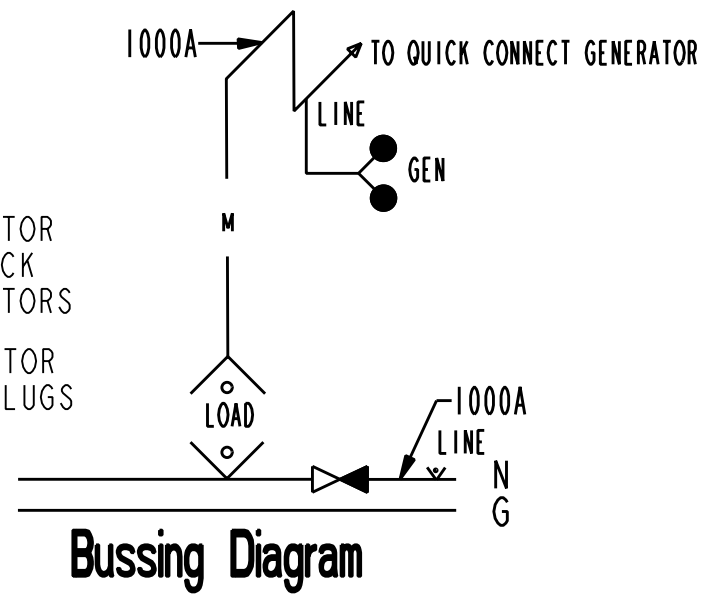 1000A
TO QUICK CONNECT GENERATOR
LINE
GEN
M
TOR
CK
TORS
TOR
LUGS
LOAD
1000A
LINE
N
G
Bussing Diagram